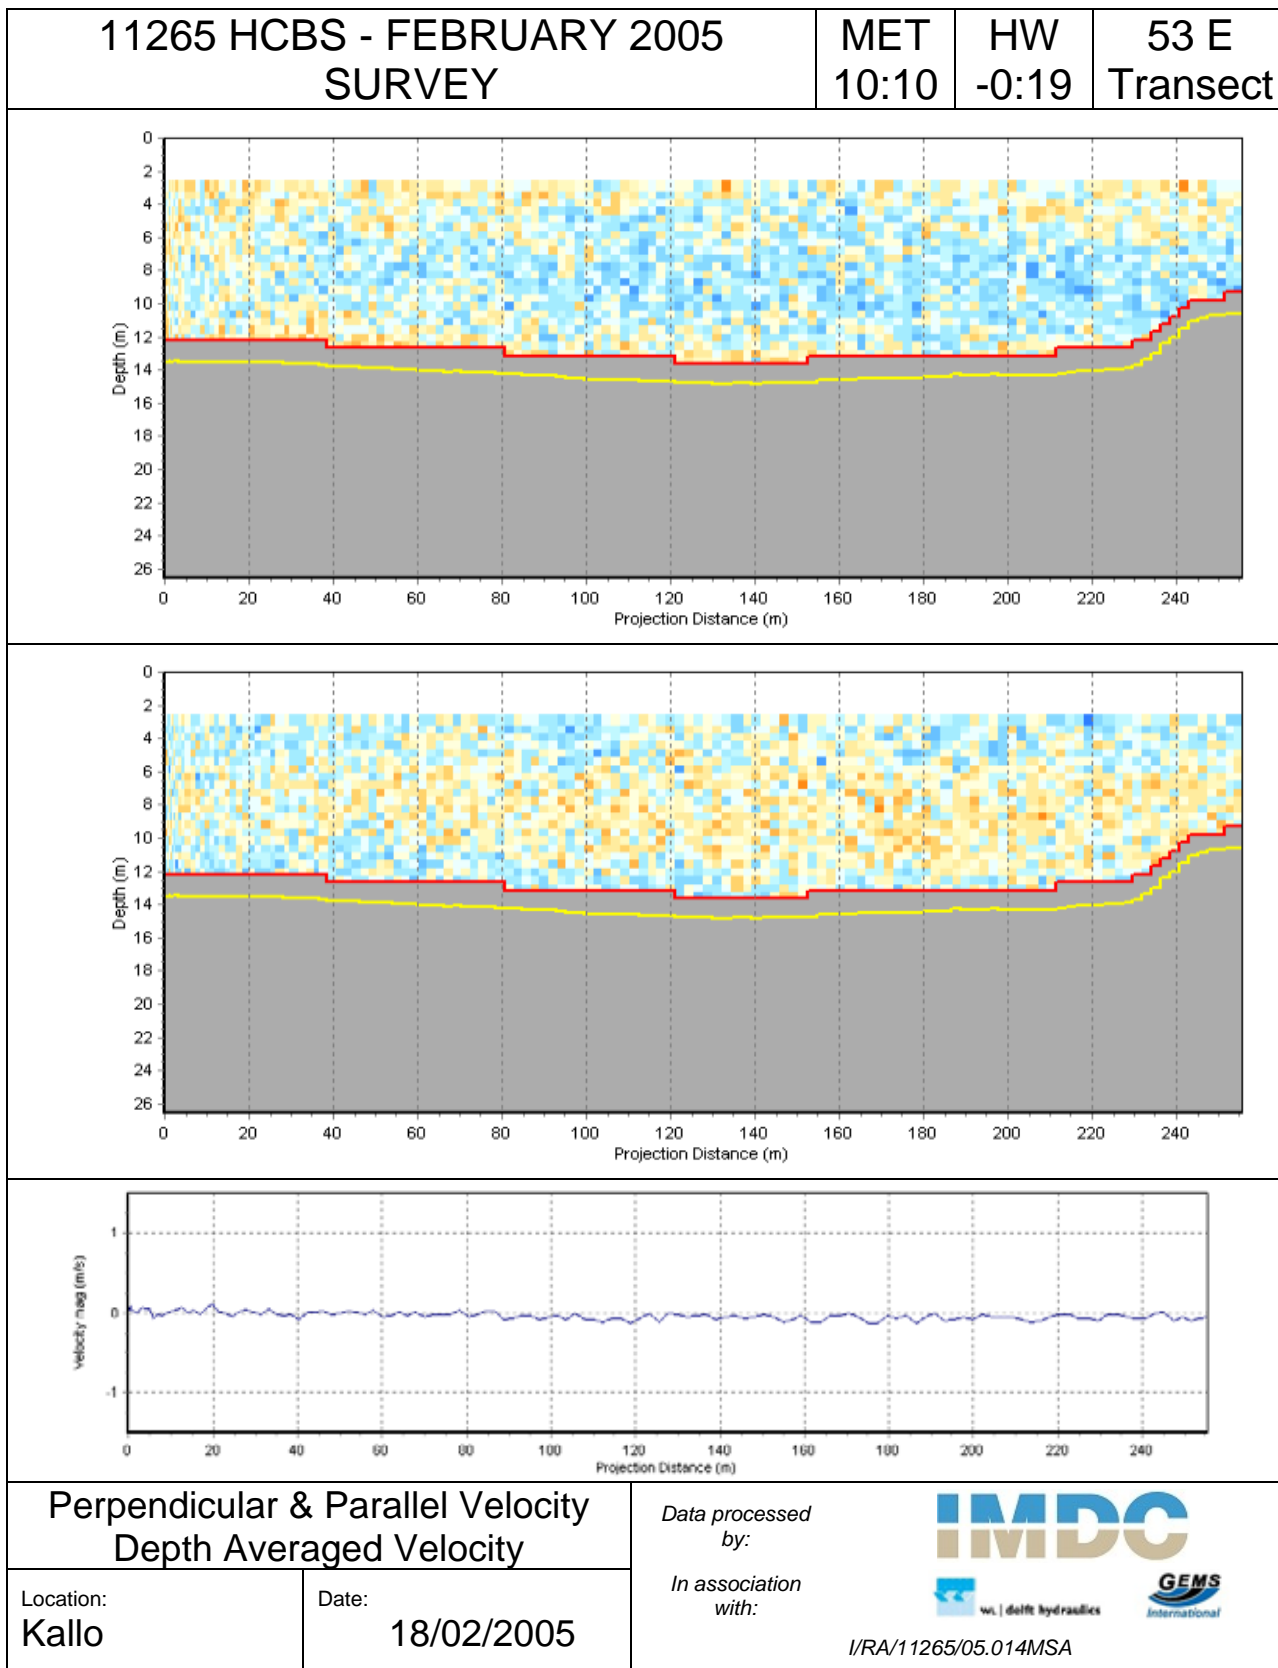 11265 HCBS - FEBRUARY 2005
SURVEY
MET
10:10
HW
-0:19
53 E
Transect
0
2
4
6
8
10
12
14
16
18
20
22
24
26
Depth (m)
0 20 40 60 80 100 120 140 160 180 200 220 240
Projection Distance (m)
0
2
4
6
8
10
12
14
16
18
20
22
24
26
Depth (m)
0 20 40 60 80 100 120 140 160 180 200 220 240
Projection Distance (m)
1
0
-1
Velocity mag (m/s)
0 20 40 60 80 100 120 140 160 180 200 220 240
Projection Distance (m)
Perpendicular & Parallel Velocity
Depth Averaged Velocity
Location:
Kallo
Date:
18/02/2005
Data processed
by:
IMDC
In association
with:
wl | delft hydraulics
GEMS
International
I/RA/11265/05.014MSA